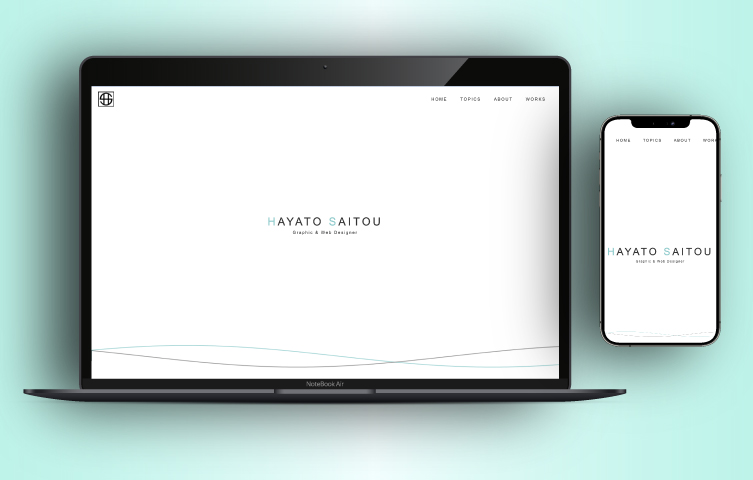 HOME TOPICS ABOUT WORKS
HAYATO SAITOU
Graphic & Web Designer
NoteBook Air
HOME TOPICS ABOUT WORK
HAYATO SAITOU
Graphic & Web Designer